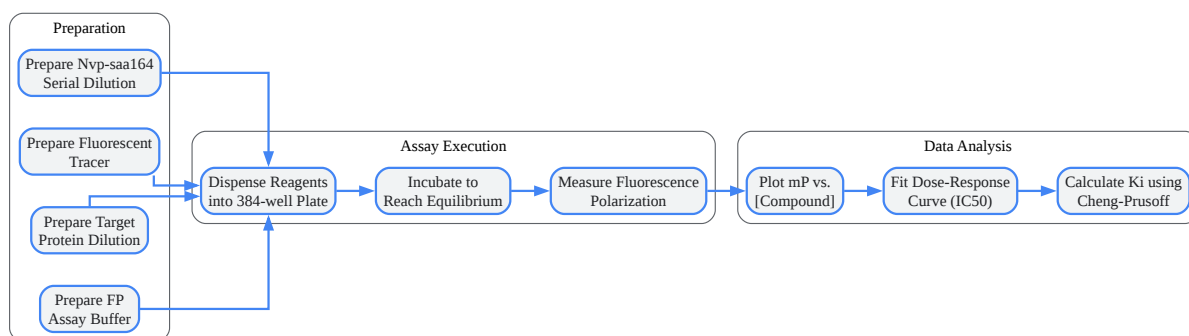 Preparation
Prepare Nvp-saa164
Serial Dilution
Prepare Fluorescent
Tracer
Prepare Target
Protein Dilution
Prepare FP
Assay Buffer
Assay Execution
Dispense Reagents
into 384-well Plate
Incubate to
Reach Equilibrium
Measure Fluorescence
Polarization
Data Analysis
Plot mP vs.
[Compound]
Fit Dose-Response
Curve (IC50)
Calculate Ki using
Cheng-Prusoff